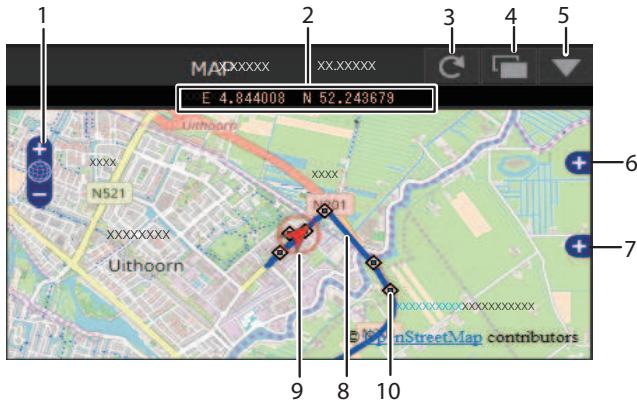 1 2 3 4 5
MAP xxxxx xx.xxxxx
E 4.844008 N 52.243679
Uithoorn
xxxx
xxxx
6
N521
N201
xxxxxxxx
7
Uithoorn
xxxxxxxxxxxxxxxxxxxxx
OpenStreetMap contributors
9 8 10